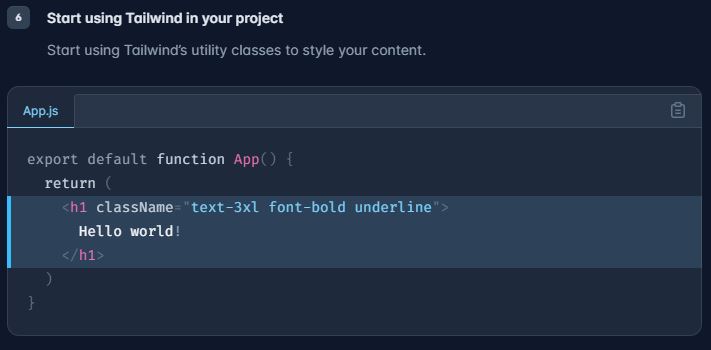 6 Start using Tailwind in your project
Start using Tailwind’s utility classes to style your content.
App.js
export default function App() {
  return (
    <h1 className="text-3xl font-bold underline">
      Hello world!
    </h1>
  )
}